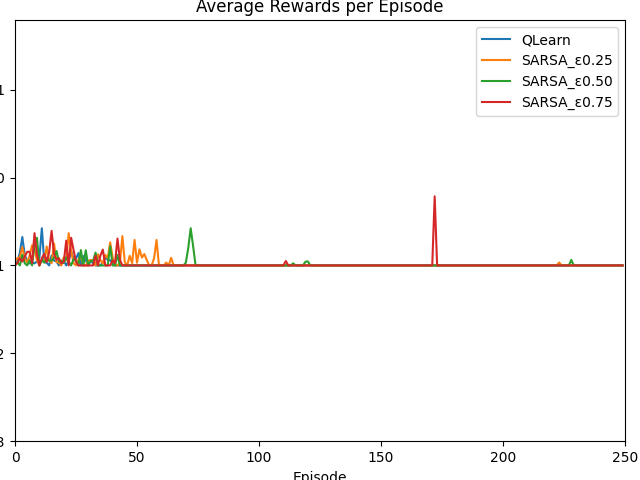 Average Rewards per Episode
QLearn
SARSA_ε0.25
SARSA_ε0.50
SARSA_ε0.75
1
0
1
2
3
0 50 100 150 200 250
Episode